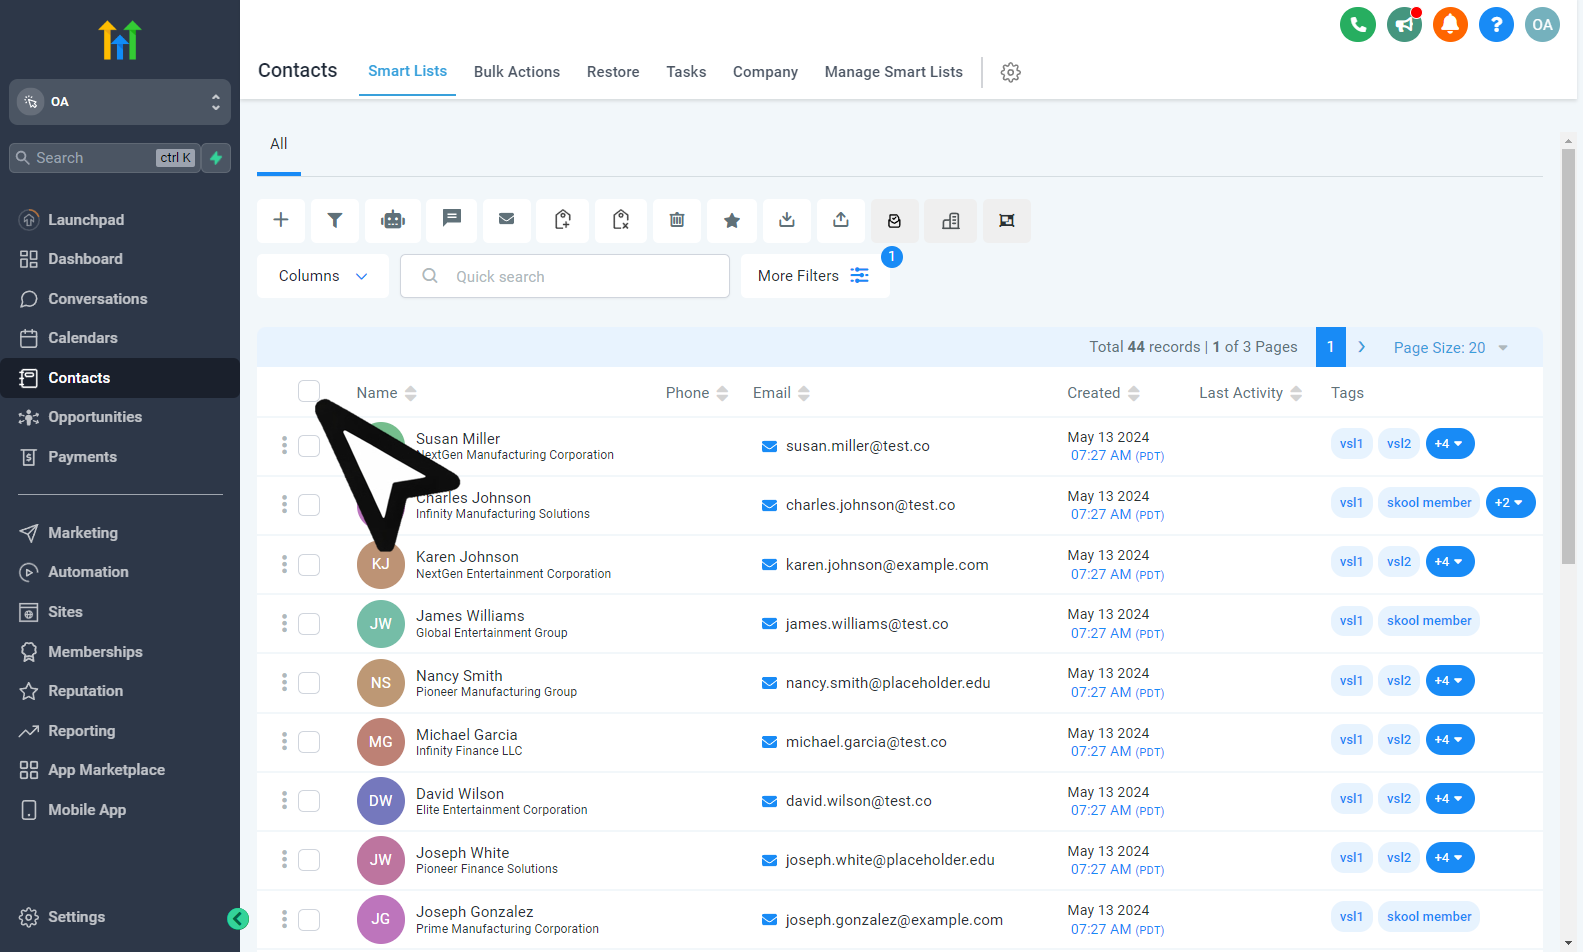 OA
OA
Search
ctrl K
Launchpad
Dashboard
Conversations
Calendars
Contacts
Opportunities
Payments
Marketing
Automation
Sites
Memberships
Reputation
Reporting
App Marketplace
Mobile App
Settings
Contacts
Smart Lists
Bulk Actions
Restore
Tasks
Company
Manage Smart Lists
?
All
Columns
Quick search
More Filters
1
Total 44 records | 1 of 3 Pages
1
Page Size: 20
Name Phone Email Created Last Activity Tags
Susan Miller
NextGen Manufacturing Corporation
susan.miller@test.co
May 13 2024
07:27 AM (PDT)
vsl1 vsl2 +4
Charles Johnson
Infinity Manufacturing Solutions
charles.johnson@test.co
May 13 2024
07:27 AM (PDT)
vsl1 skool member +2
KJ
Karen Johnson
NextGen Entertainment Corporation
karen.johnson@example.com
May 13 2024
07:27 AM (PDT)
vsl1 vsl2 +4
JW
James Williams
Global Entertainment Group
james.williams@test.co
May 13 2024
07:27 AM (PDT)
vsl1 skool member
NS
Nancy Smith
Pioneer Manufacturing Group
nancy.smith@placeholder.edu
May 13 2024
07:27 AM (PDT)
vsl1 vsl2 +4
MG
Michael Garcia
Infinity Finance LLC
michael.garcia@test.co
May 13 2024
07:27 AM (PDT)
vsl1 vsl2 +4
DW
David Wilson
Elite Entertainment Corporation
david.wilson@test.co
May 13 2024
07:27 AM (PDT)
vsl1 vsl2 +4
JW
Joseph White
Pioneer Finance Solutions
joseph.white@placeholder.edu
May 13 2024
07:27 AM (PDT)
vsl1 vsl2 +4
JG
Joseph Gonzalez
Prime Manufacturing Corporation
joseph.gonzalez@example.com
May 13 2024
07:27 AM (PDT)
vsl1 skool member